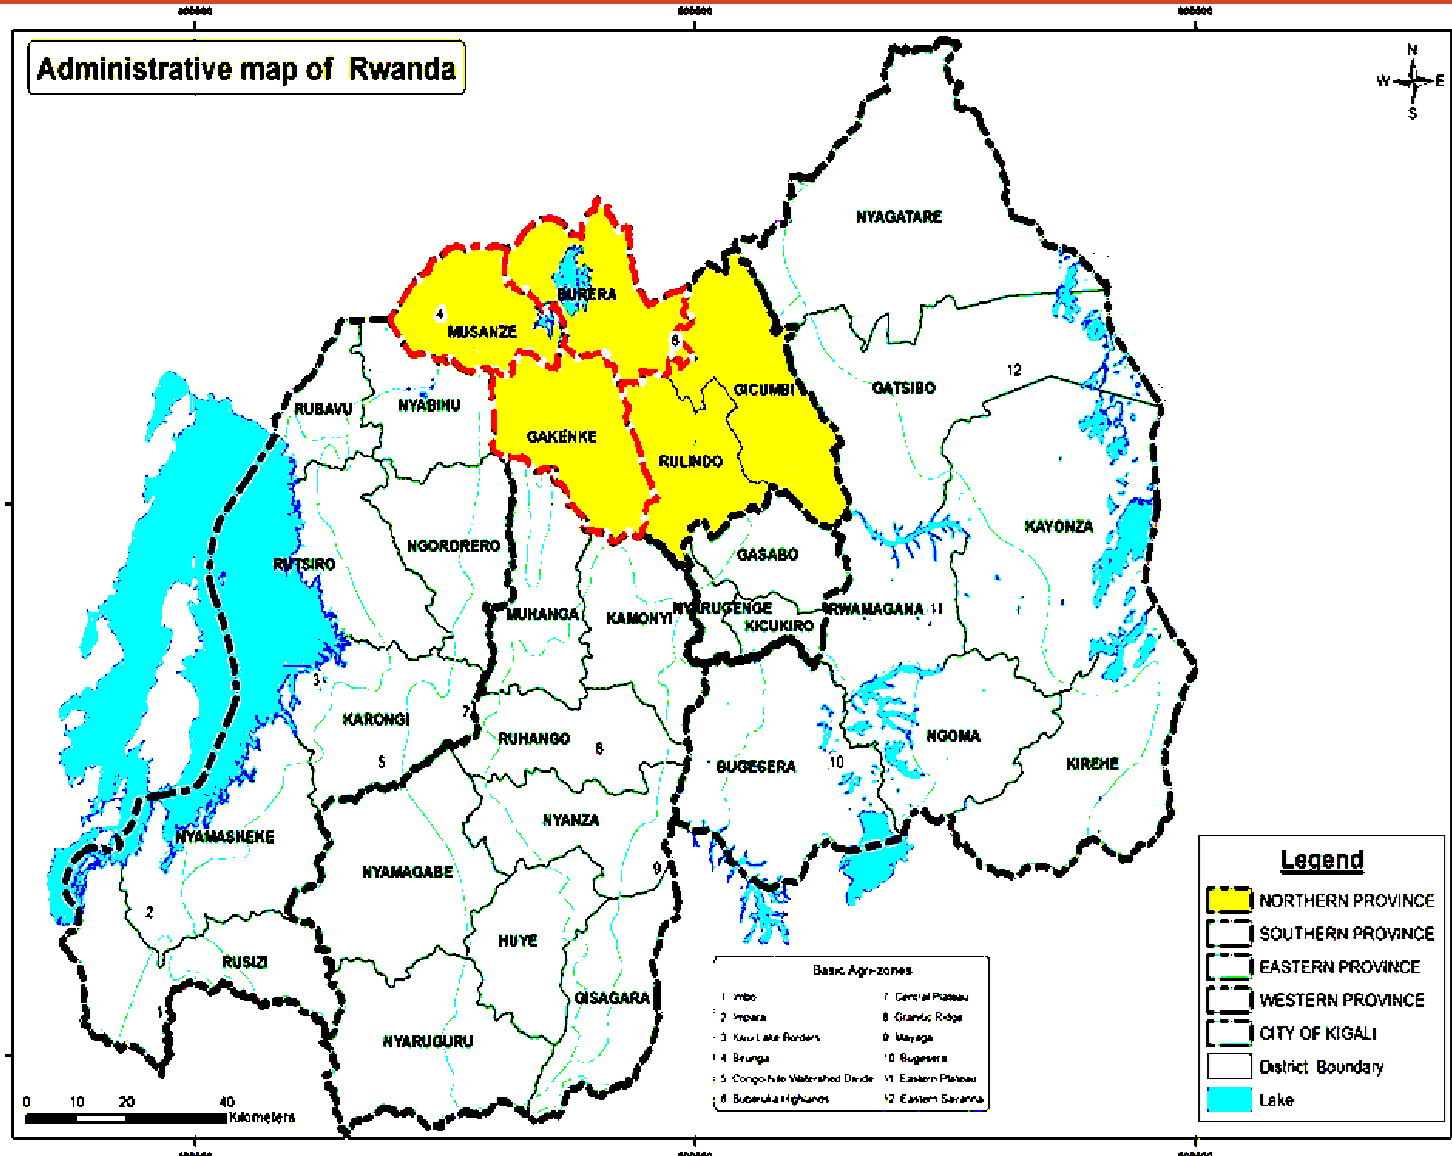 Administrative map of Rwanda
N
W E
S
NYAGATARE
BURERA
4
MUSANZE
6
GICUMBI
GATSIBO
12
RUBAVU
NYABIHU
GAKENKE
RULINDO
KAYONZA
NGORORERO
GASABO
RUTSIRO
MUHANGA
KAMONYI
NYARUGENGE
KICUKIRO
RWAMAGANA
11
3
KARONGI
7
RUHANGO
8
5
BUGESERA
10
NGOMA
KIREHE
NYAMASHEKE
NYANZA
NYAMAGABE
9
2
HUYE
RUSIZI
GISAGARA
1
NYARUGURU
0 10 20 40
Kilometers
Basic Agri-zones
1 Imbo
2 Impara
3 Kivu Lake Borders
4 Birunga
5 Congo-Nile Watershed Divide
6 Buberuka Highlands
7 Central Plateau
8 Granitic Ridge
9 Mayaga
10 Bugesera
11 Eastern Plateau
12 Eastern Savanna
Legend
NORTHERN PROVINCE
SOUTHERN PROVINCE
EASTERN PROVINCE
WESTERN PROVINCE
CITY OF KIGALI
District Boundary
Lake